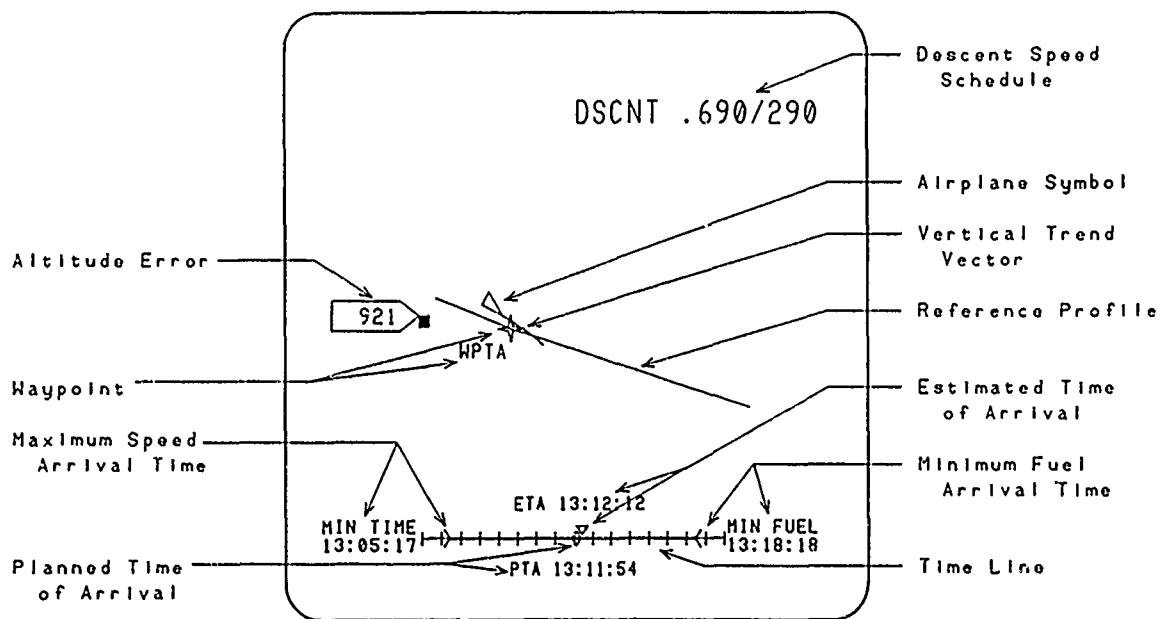 Descent Speed
Schedule
DSCNT .690/290
Airplane Symbol
Vertical Trend
Vector
Altitude Error
921
Reference Profile
WPTA
Waypoint
Estimated Time
of Arrival
Maximum Speed
Arrival Time
Minimum Fuel
Arrival Time
ETA 13:12:12
MIN TIME
13:05:17
MIN FUEL
13:18:18
PTA 13:11:54
Planned Time
of Arrival
Time Line